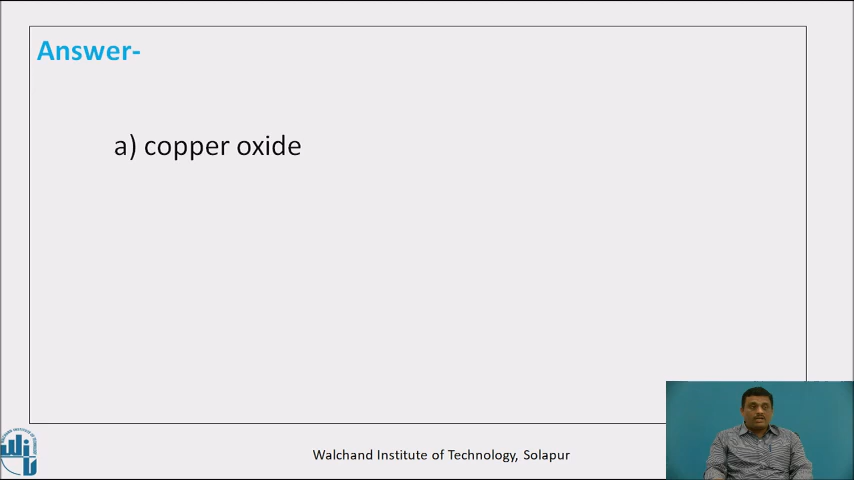 Answer-
a) copper oxide
Walchand Institute of Technology, Solapur